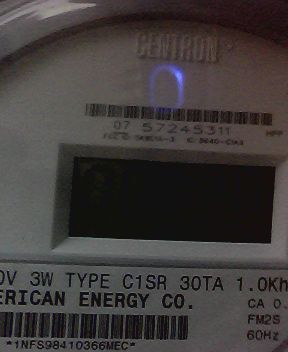 CENTRON
07 57245311
0V 3W TYPE C1SR 30TA 1.0Kh
ERICAN ENERGY CO.
CA 0.
FM2S
60Hz
*1NFS98410366MEC*